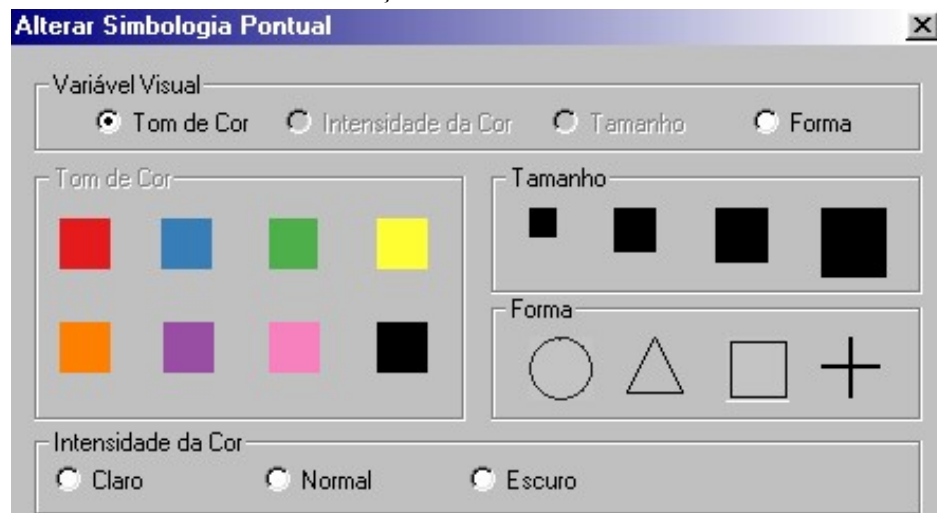 Alterar Simbologia Pontual
Variável Visual
Tom de Cor Intensidade da Cor Tamanho Forma
Tom de Cor
Tamanho
Forma
Intensidade da Cor
Claro Normal Escuro